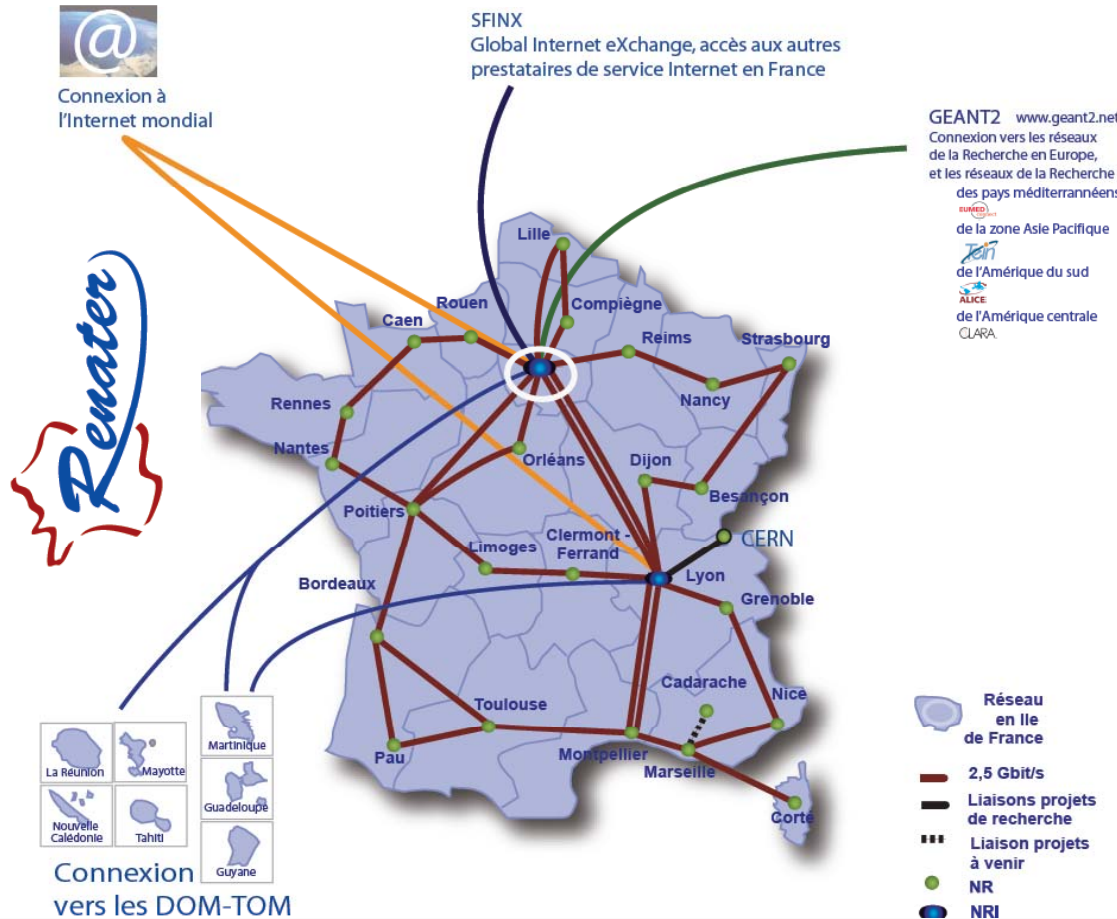 @
Connexion à
l'Internet mondial
SFINX
Global Internet eXchange, accès aux autres
prestataires de service Internet en France
GEANT2 www.geant2.net
Connexion vers les réseaux
de la Recherche en Europe,
et les réseaux de la Recherche
des pays méditerrannéens
EUMED
connect
de la zone Asie Pacifique
Tein
de l'Amérique du sud
ALICE
de l'Amérique centrale
CLARA
Renater
Lille
Rouen
Compiègne
Caen
Reims
Strasbourg
Rennes
Nancy
Nantes
Orléans
Dijon
Besançon
Poitiers
Limoges
Clermont -
Ferrand
CERN
Bordeaux
Lyon
Grenoble
Cadarache
Toulouse
Nice
Pau
Montpellier
Marseille
Corté
La Réunion
Mayotte
Martinique
Nouvelle
Calédonie
Tahiti
Guadeloupe
Guyane
Connexion
vers les DOM-TOM
Réseau
en Ile
de France
2,5 Gbit/s
Liaisons projets
de recherche
Liaison projets
à venir
NR
NRI